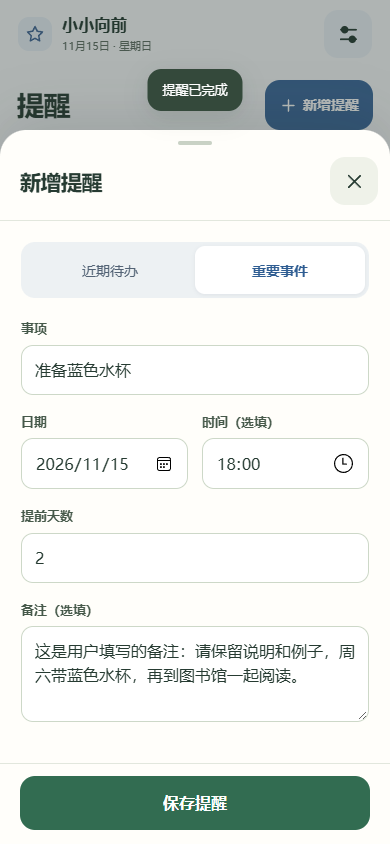 小小向前
11月15日 · 星期日
提醒已完成
提醒
新增提醒
新增提醒
近期待办
重要事件
事项
准备蓝色水杯
日期
时间（选填）
2026/11/15
18:00
提前天数
2
备注（选填）
这是用户填写的备注：请保留说明和例子，周
六带蓝色水杯，再到图书馆一起阅读。
保存提醒